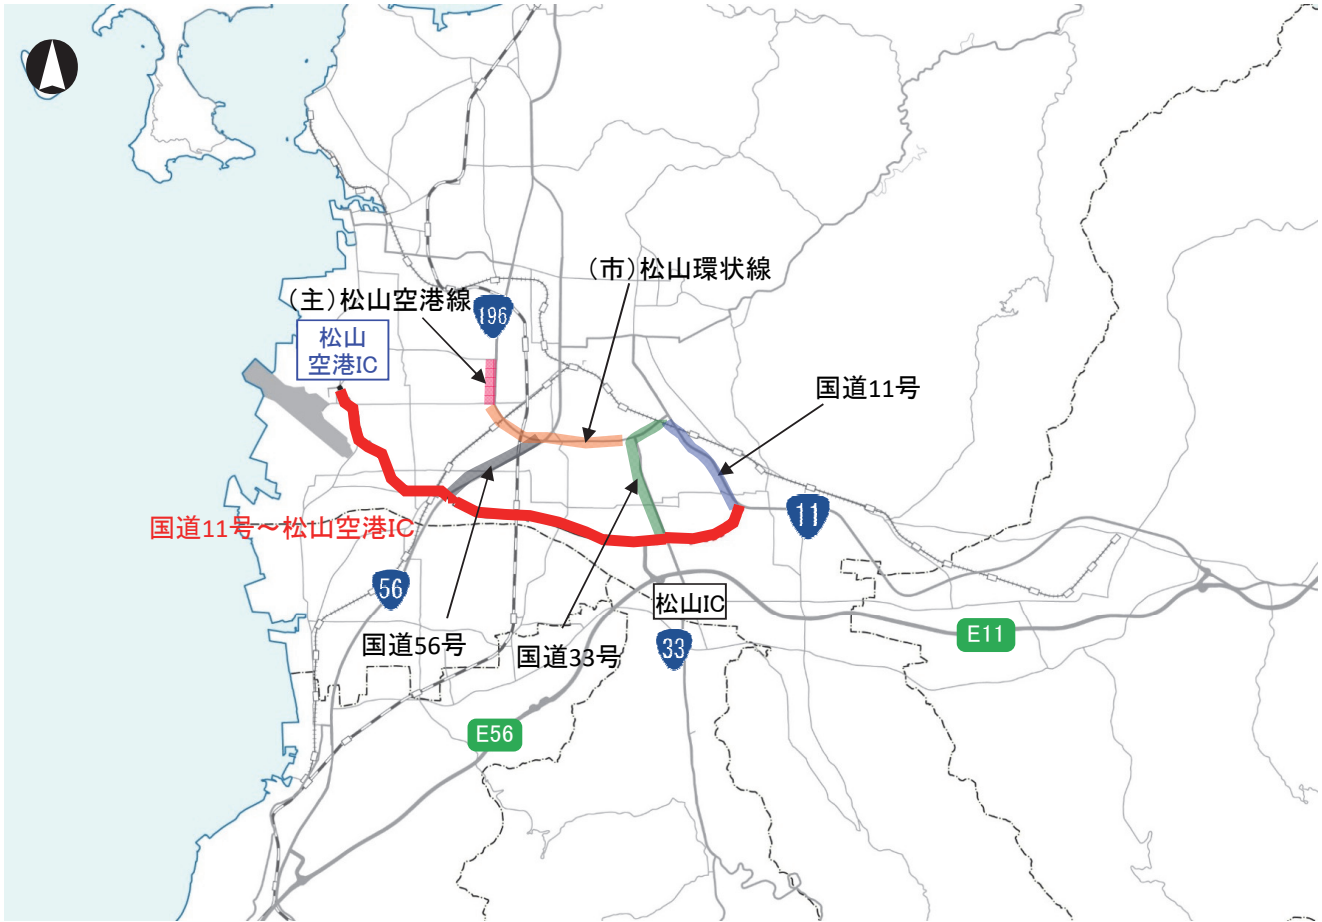 (市)松山環状線
(主)松山空港線
196
松山
空港IC
国道11号
11
国道11号~松山空港IC
56
松山IC
国道56号
国道33号
33
E11
E56